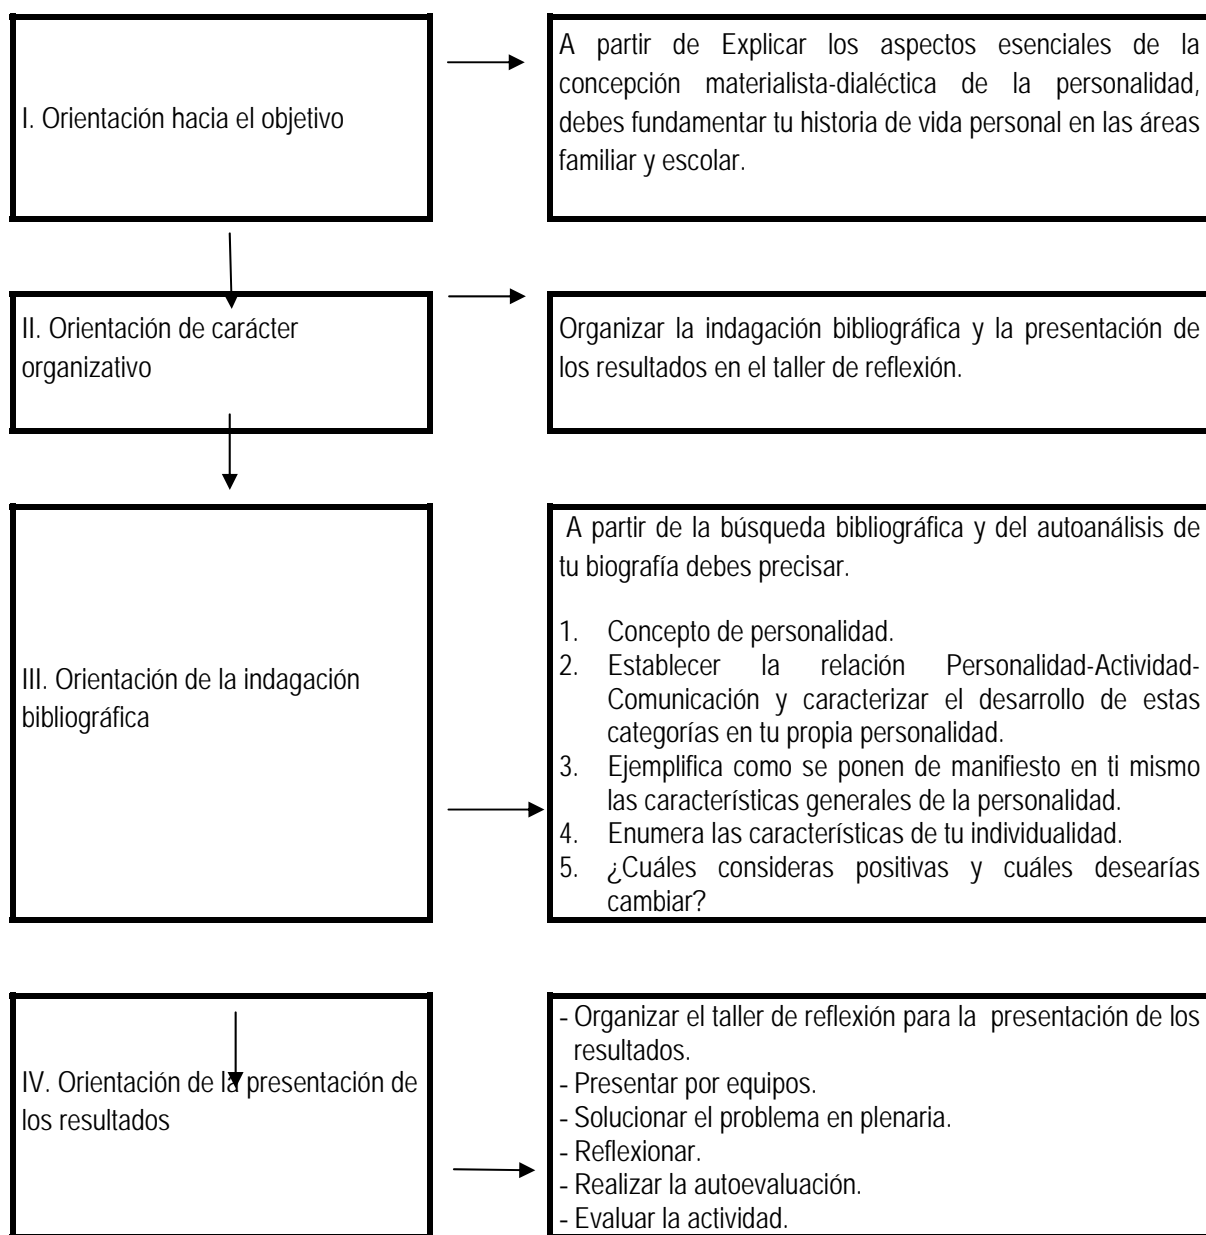 I. Orientación hacia el objetivo
A partir de Explicar los aspectos esenciales de la
concepción materialista-dialéctica de la personalidad,
debes fundamentar tu historia de vida personal en las áreas
familiar y escolar.
II. Orientación de carácter
organizativo
Organizar la indagación bibliográfica y la presentación de
los resultados en el taller de reflexión.
III. Orientación de la indagación
bibliográfica
A partir de la búsqueda bibliográfica y del autoanálisis de
tu biografía debes precisar.
1. Concepto de personalidad.
2. Establecer la relación Personalidad-Actividad-
Comunicación y caracterizar el desarrollo de estas
categorías en tu propia personalidad.
3. Ejemplifica como se ponen de manifiesto en ti mismo
las características generales de la personalidad.
4. Enumera las características de tu individualidad.
5. ¿Cuáles consideras positivas y cuáles desearías
cambiar?
IV. Orientación de la presentación de
los resultados
- Organizar el taller de reflexión para la presentación de los
resultados.
- Presentar por equipos.
- Solucionar el problema en plenaria.
- Reflexionar.
- Realizar la autoevaluación.
- Evaluar la actividad.